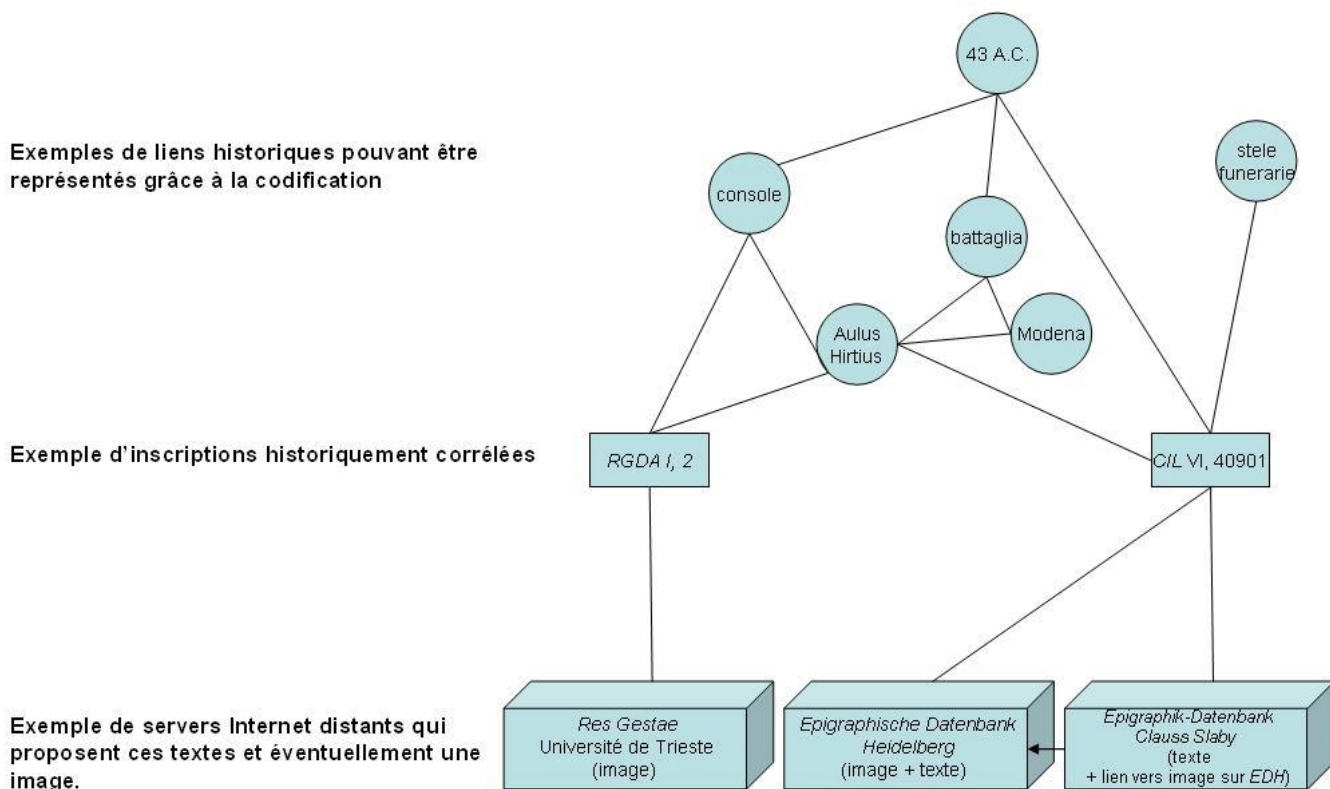 43 A.C.
Exemples de liens historiques pouvant être
représentés grâce à la codification
stele
funerarie
console
battaglia
Aulus
Hirtius
Modena
Exemple d'inscriptions historiquement corrélées
RGDA I, 2
CIL VI, 40901
Exemple de servers Internet distants qui
proposent ces textes et éventuellement une
image.
Res Gestae
Université de Trieste
(image)
Epigraphische Datenbank
Heidelberg
(image + texte)
Epigraphik-Datenbank
Clauss Slaby
(texte
+ lien vers image sur EDH)